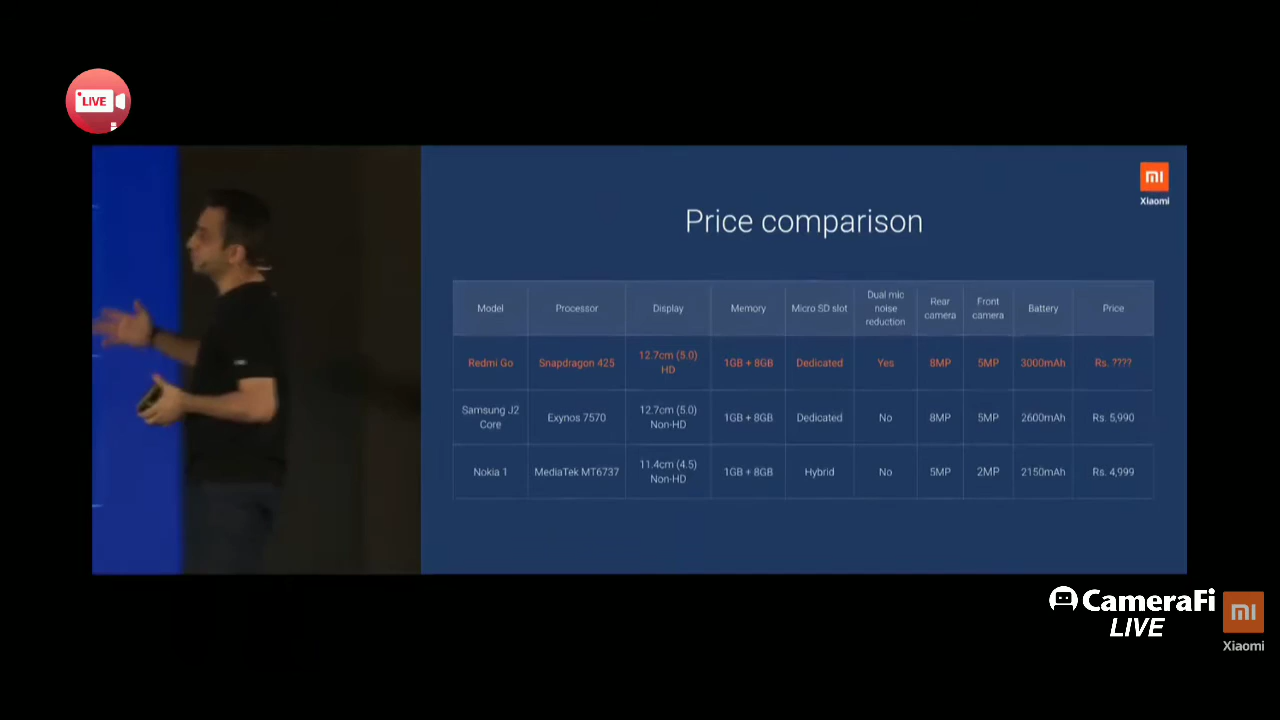 LIVE
mi
Xiaomi
Price comparison
Model Processor Display Memory Micro SD slot Dual mic noise reduction Rear camera Front camera Battery Price
Redmi Go Snapdragon 425 12.7cm (5.0) HD 1GB + 8GB Dedicated Yes 8MP 5MP 3000mAh Rs. ????
Samsung J2 Core Exynos 7570 12.7cm (5.0) Non-HD 1GB + 8GB Dedicated No 8MP 5MP 2600mAh Rs. 5,990
Nokia 1 MediaTek MT6737 11.4cm (4.5) Non-HD 1GB + 8GB Hybrid No 5MP 2MP 2150mAh Rs. 4,999
CameraFi
LIVE
mi
Xiaomi